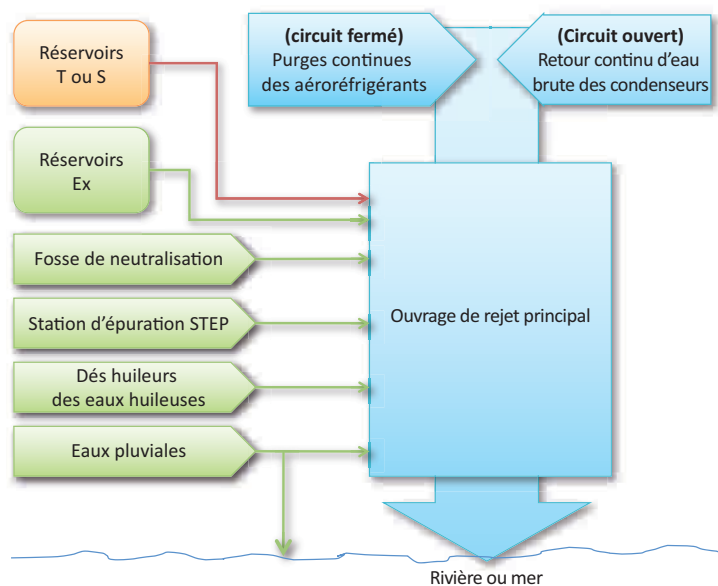 Réservoirs
T ou S
(circuit fermé)
Purges continues
des aéroréfrigérants
(Circuit ouvert)
Retour continu d’eau
brute des condenseurs
Réservoirs
Ex
Fosse de neutralisation
Station d’épuration STEP
Dés huileurs
des eaux huileuses
Eaux pluviales
Ouvrage de rejet principal
Rivière ou mer